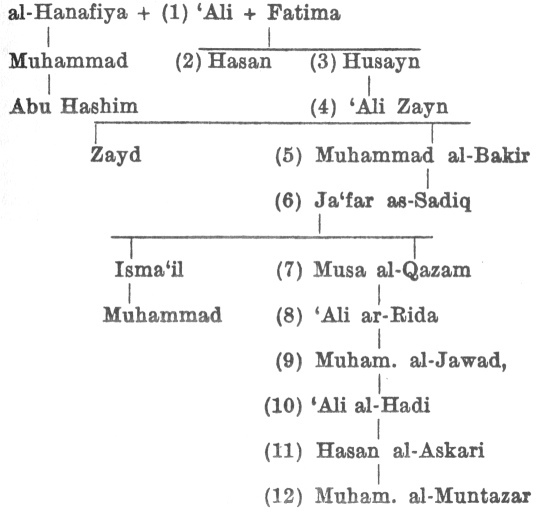 al-Hanafiya + (1) ‘Ali + Fatima
Muhammad (2) Hasan (3) Husayn
Abu Hashim (4) ‘Ali Zayn
Zayd (5) Muhammad al-Bakir
(6) Ja‘far as-Sadiq
Isma‘il (7) Musa al-Qazam
Muhammad (8) ‘Ali ar-Rida
(9) Muham. al-Jawad,
(10) ‘Ali al-Hadi
(11) Hasan al-Askari
(12) Muham. al-Muntazar